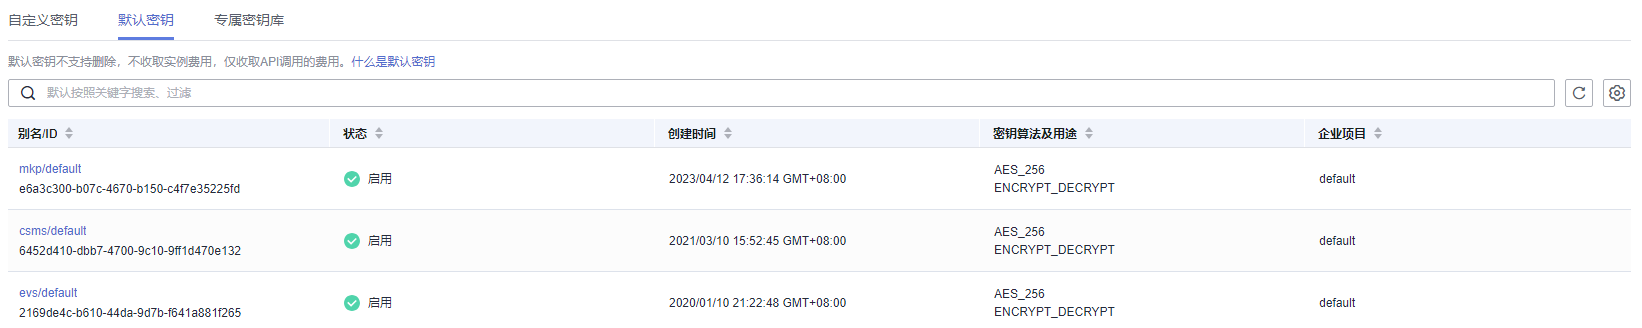 自定义密钥 默认密钥 专属密钥库
默认密钥不支持删除，不收取实例费用，仅收取API调用的费用。什么是默认密钥
默认按照关键字搜索、过滤
别名/ID 状态 创建时间 密钥算法及用途 企业项目
mkp/default
e6a3c300-b07c-4670-b150-c4f7e35225fd
启用
2023/04/12 17:36:14 GMT+08:00
AES_256
ENCRYPT_DECRYPT
default
csms/default
6452d410-dbb7-4700-9c10-9ff1d470e132
启用
2021/03/10 15:52:45 GMT+08:00
AES_256
ENCRYPT_DECRYPT
default
evs/default
2169de4c-b610-44da-9d7b-f641a881f265
启用
2020/01/10 21:22:48 GMT+08:00
AES_256
ENCRYPT_DECRYPT
default